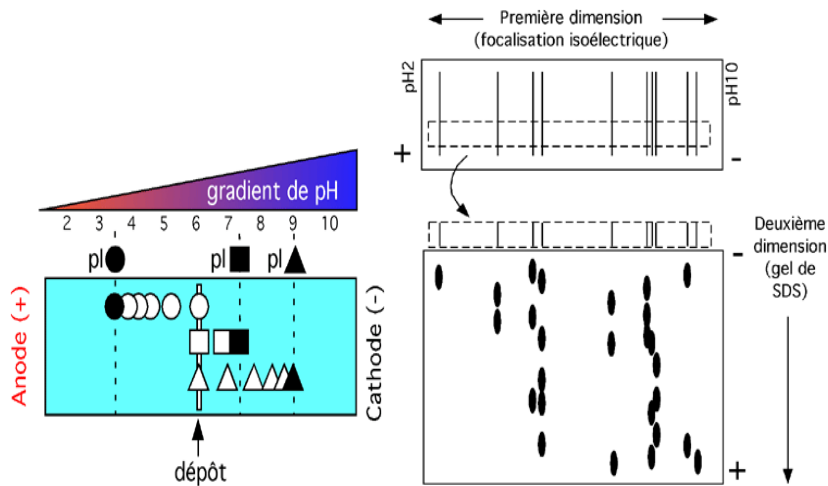 gradient de pH
2 3 4 5 6 7 8 9 10
pI
pI
pI
Anode (+)
Cathode (-)
dépôt
Première dimension
(focalisation isoélectrique)
pH2
pH10
+
-
-
Deuxième
dimension
(gel de
SDS)
+